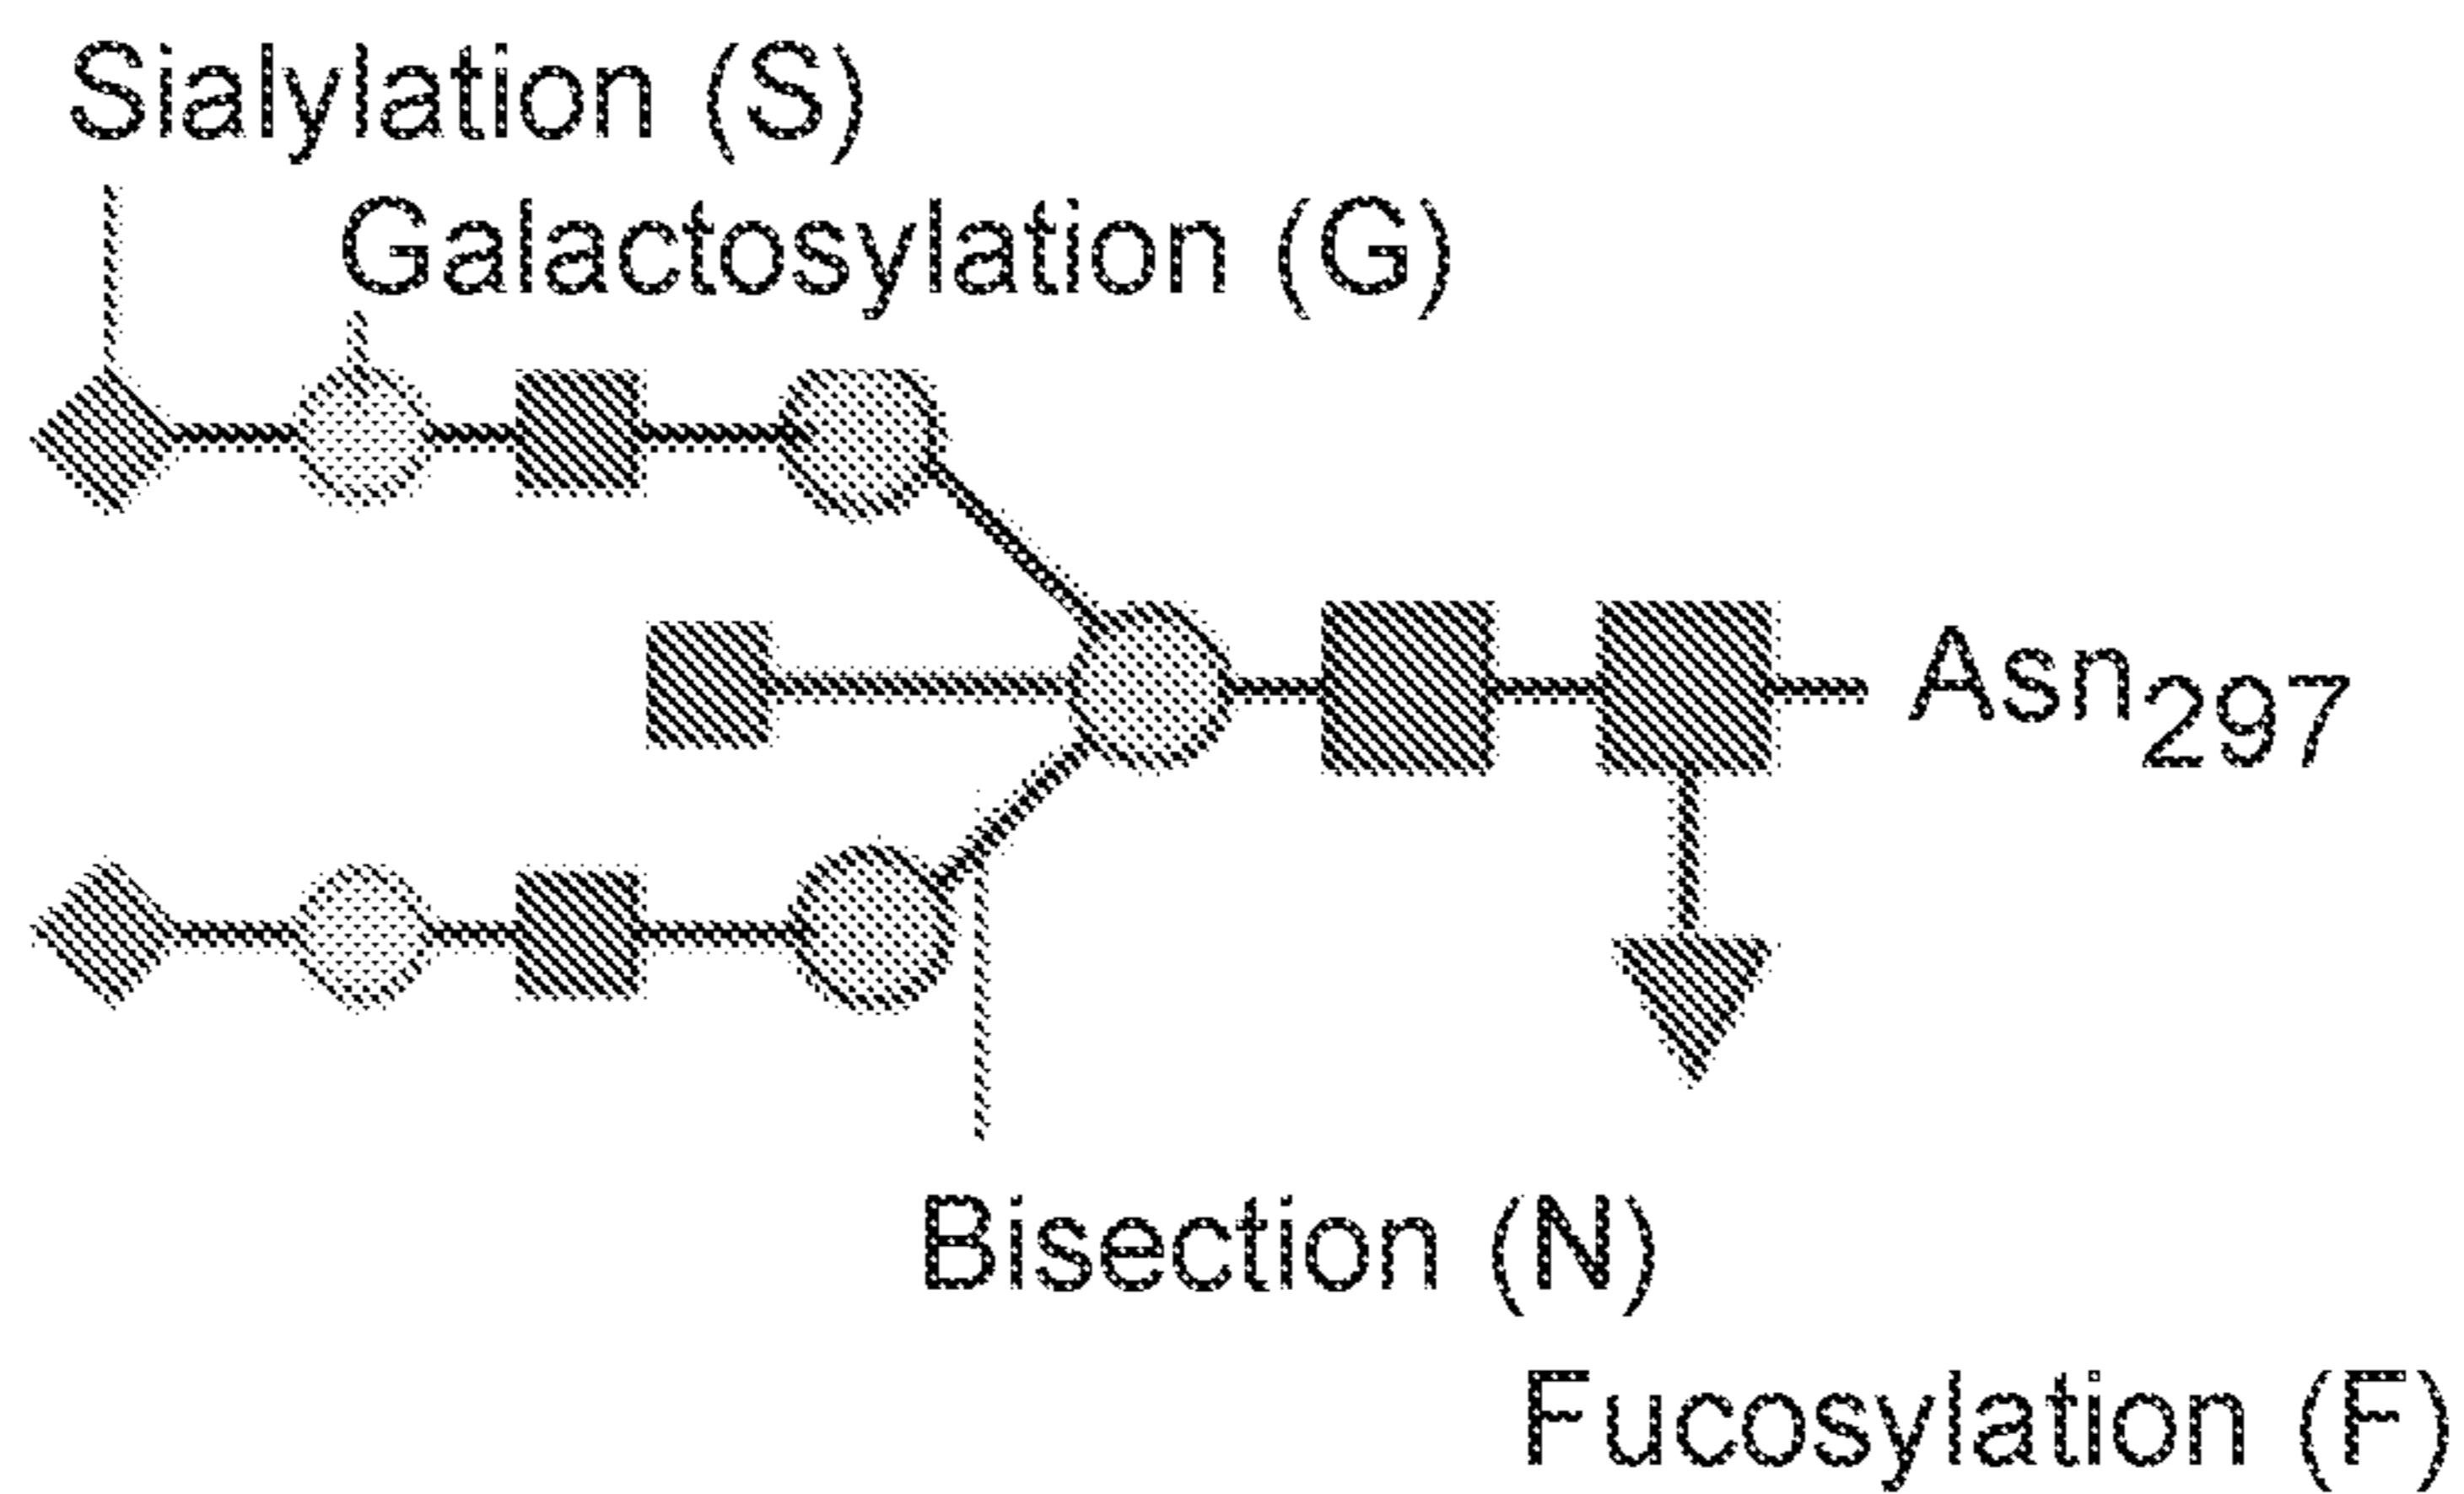 Sialylation (S)
Galactosylation (G)
Asn297
Bisection (N)
Fucosylation (F)